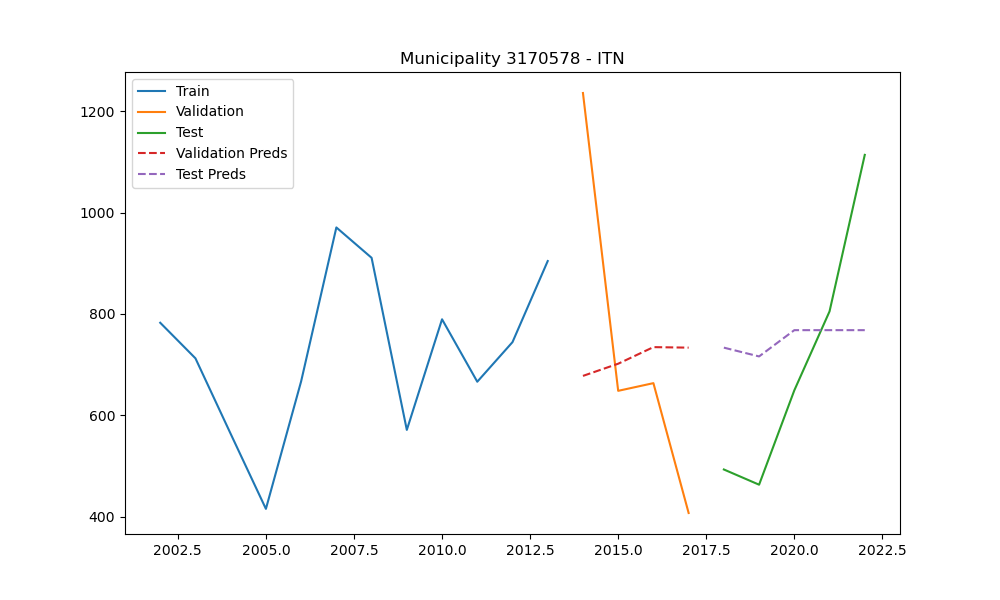 Municipality 3170578 - ITN
Train
Validation
Test
Validation Preds
Test Preds
1200
1000
800
600
400
2002.5 2005.0 2007.5 2010.0 2012.5 2015.0 2017.5 2020.0 2022.5